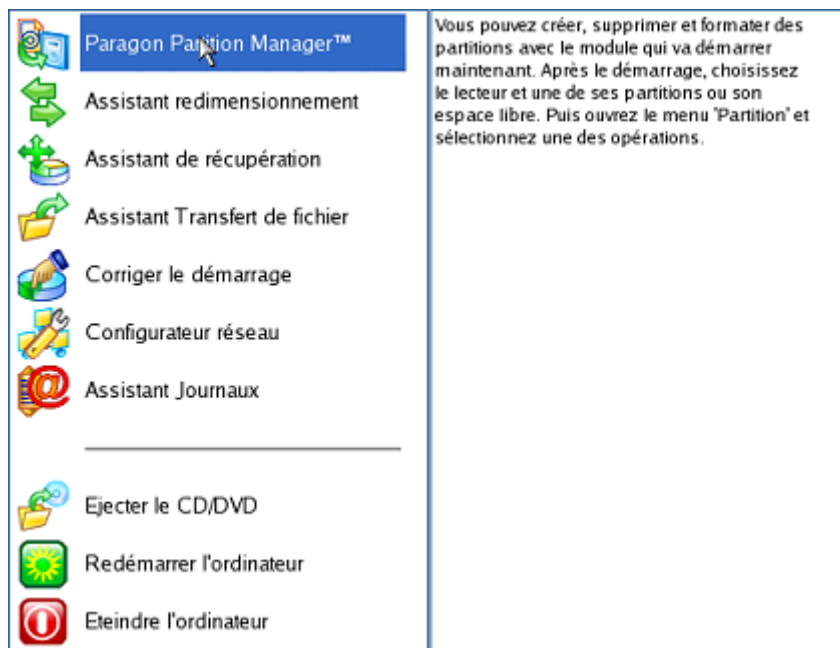 Paragon Partition Manager™
Assistant redimensionnement
Assistant de récupération
Assistant Transfert de fichier
Corriger le démarrage
Configurateur réseau
Assistant Journaux
Ejecter le CD/DVD
Redémarrer l'ordinateur
Eteindre l'ordinateur
Vous pouvez créer, supprimer et formater des
partitions avec le module qui va démarrer
maintenant. Après le démarrage, choisissez
le lecteur et une de ses partitions ou son
espace libre. Puis ouvrez le menu "Partition" et
sélectionnez une des opérations.